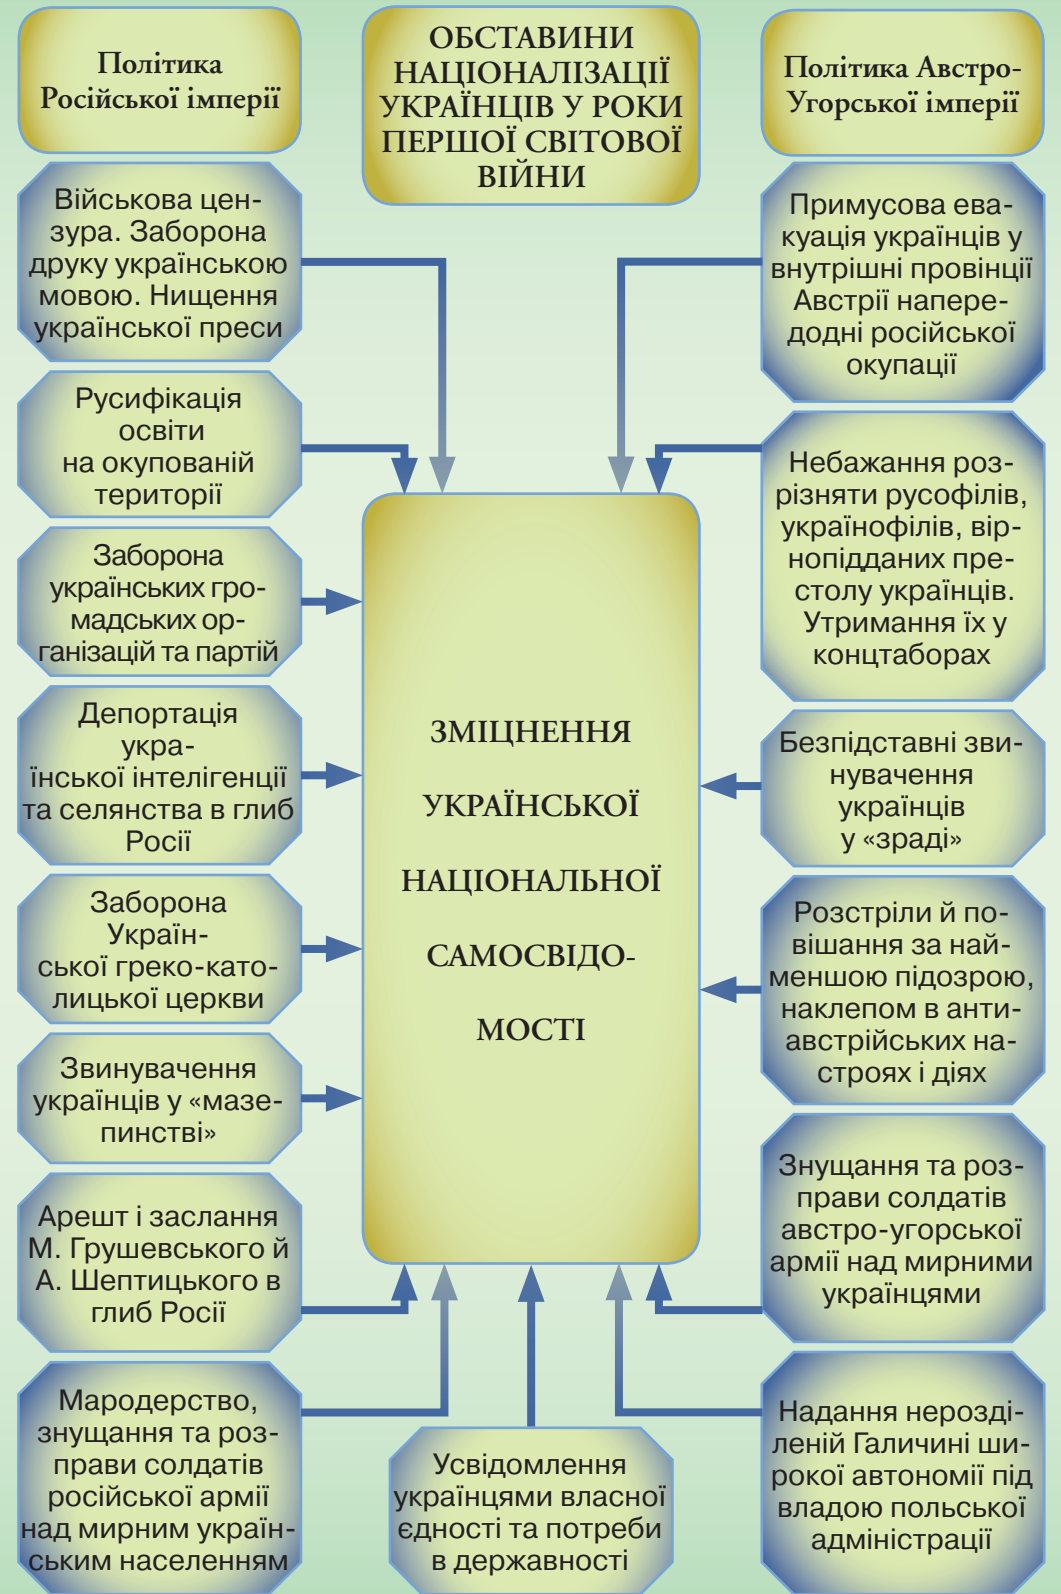 Політика
Російської імперії
Військова цен-
зура. Заборона
друку українською
мовою. Нищення
української преси
Русифікація
освіти
на окупованій
території
Заборона
українських гро-
мадських ор-
ганізацій та партій
Депортація
укра-
їнської інтелігенції
та селянства в глиб
Росії
Заборона
Україн-
ської греко-като-
лицької церкви
Звинувачення
українців у «мазе-
пинстві»
Арешт і заслання
М. Грушевського й
А. Шептицького в
глиб Росії
Мародерство,
знущання та роз-
прави солдатів
російської армії
над мирним україн-
ським населенням
ОБСТАВИНИ
НАЦІОНАЛІЗАЦІЇ
УКРАЇНЦІВ У РОКИ
ПЕРШОЇ СВІТОВОЇ
ВІЙНИ
ЗМІЦНЕННЯ
УКРАЇНСЬКОЇ
НАЦІОНАЛЬНОЇ
САМОСВІДО-
МОСТІ
Усвідомлення
українцями власної
єдності та потреби
в державності
Політика Австро-
Угорської імперії
Примусова ева-
куація українців у
внутрішні провінції
Австрії напере-
додні російської
окупації
Небажання роз-
різняти русофілів,
українофілів, вір-
нопідданих пре-
столу українців.
Утримання їх у
концтаборах
Безпідставні зви-
нувачення
українців
у «зраді»
Розстріли й по-
вішання за най-
меншою підозрою,
наклепом в анти-
австрійських на-
строях і діях
Знущання та роз-
прави солдатів
австро-угорської
армії над мирними
українцями
Надання нерозді-
леній Галичині ши-
рокої автономії під
владою польської
адміністрації